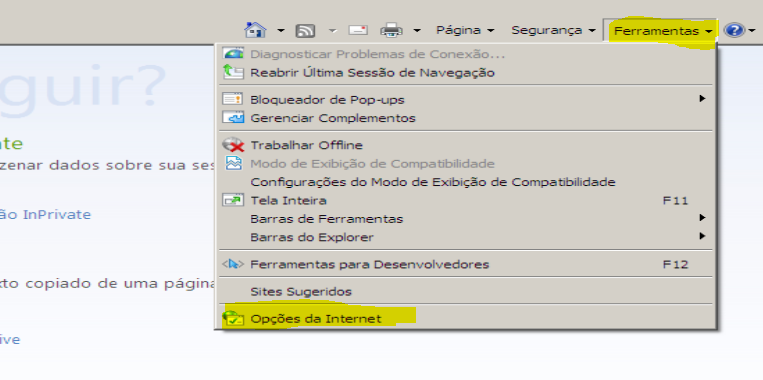 Página Segurança Ferramentas
Diagnosticar Problemas de Conexão...
Reabrir Última Sessão de Navegação
Bloqueador de Pop-ups
Gerenciar Complementos
Trabalhar Offline
Modo de Exibição de Compatibilidade
Configurações do Modo de Exibição de Compatibilidade
Tela Inteira F11
Barras de Ferramentas
Barras do Explorer
Ferramentas para Desenvolvedores F12
Sites Sugeridos
Opções da Internet
guir?
te
zenar dados sobre sua ses
ão InPrivate
to copiado de uma página
ive